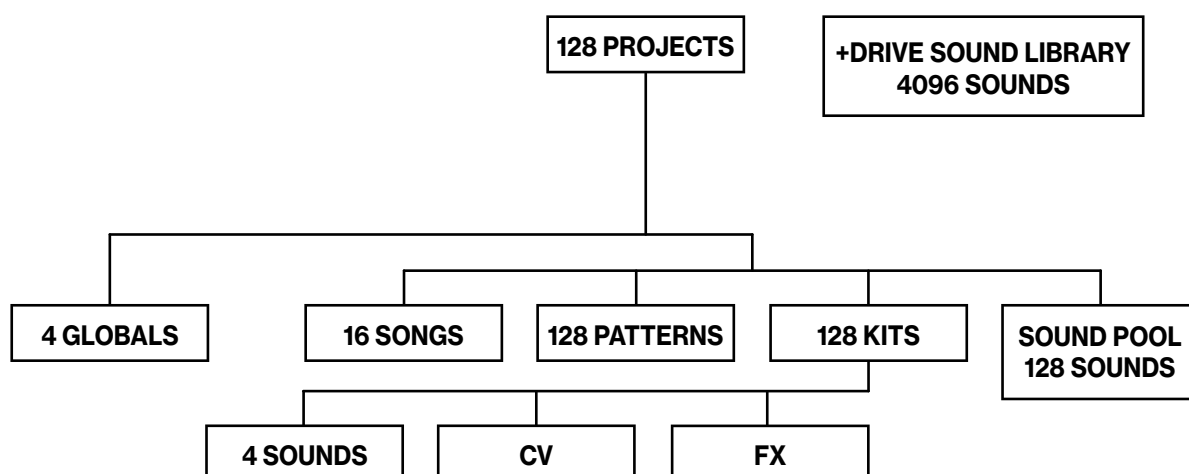 128 PROJECTS
+DRIVE SOUND LIBRARY
4096 SOUNDS
4 GLOBALS
16 SONGS
128 PATTERNS
128 KITS
SOUND POOL
128 SOUNDS
4 SOUNDS
CV
FX